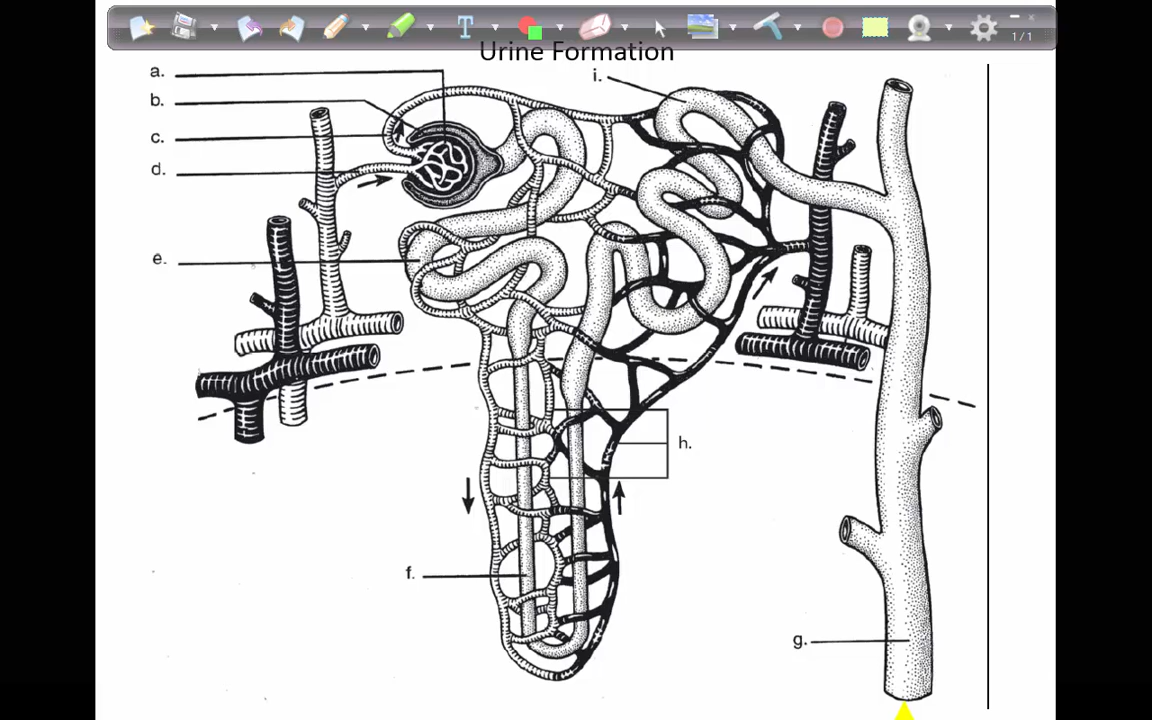 1/1
Urine Formation
a.
b.
c.
d.
i.
e.
h.
f.
g.